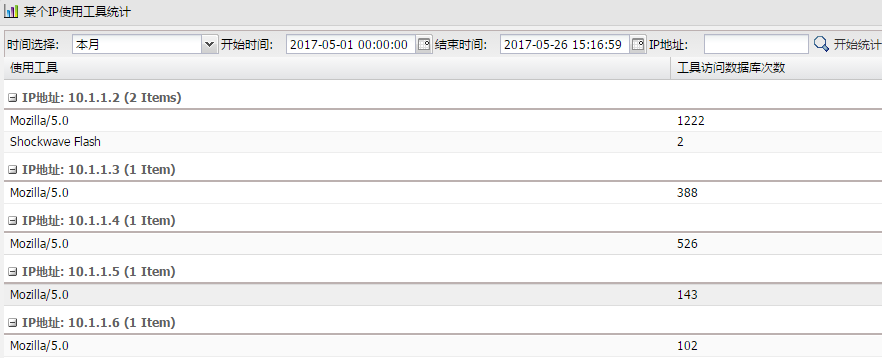 某个IP使用工具统计
时间选择: 本月 开始时间: 2017-05-01 00:00:00 结束时间: 2017-05-26 15:16:59 IP地址: 开始统计
使用工具 工具访问数据库次数
IP地址: 10.1.1.2 (2 Items)
Mozilla/5.0 1222
Shockwave Flash 2
IP地址: 10.1.1.3 (1 Item)
Mozilla/5.0 388
IP地址: 10.1.1.4 (1 Item)
Mozilla/5.0 526
IP地址: 10.1.1.5 (1 Item)
Mozilla/5.0 143
IP地址: 10.1.1.6 (1 Item)
Mozilla/5.0 102